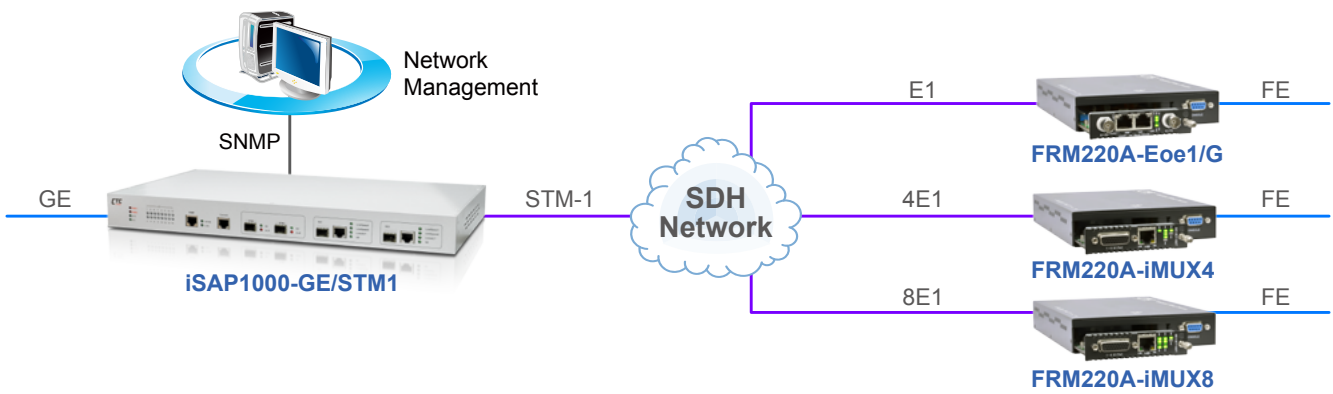 Network
Management
SNMP
GE
CTC
iSAP1000-GE/STM1
STM-1
SDH
Network
E1
FE
FRM220A-Eoe1/G
4E1
FE
FRM220A-iMUX4
8E1
FE
FRM220A-iMUX8